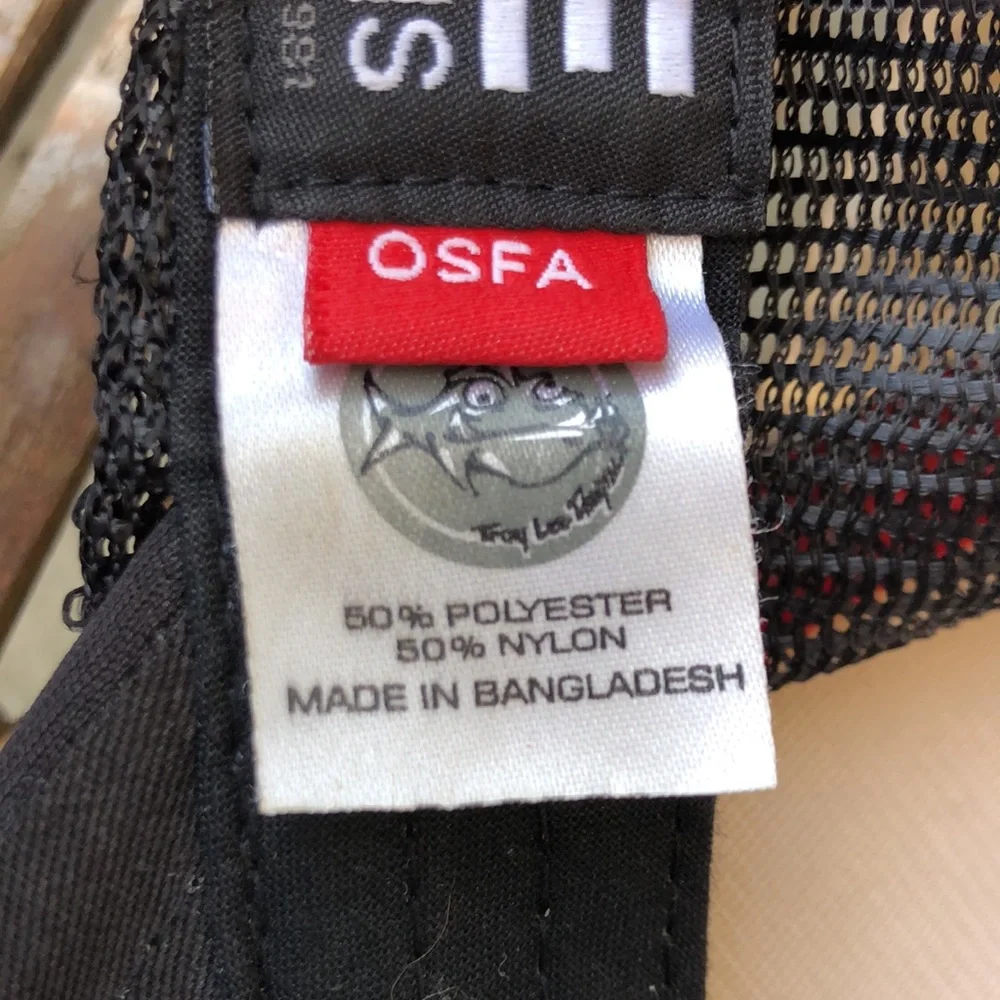 OSFA
Troy Lee Designs
50% POLYESTER
50% NYLON
MADE IN BANGLADESH